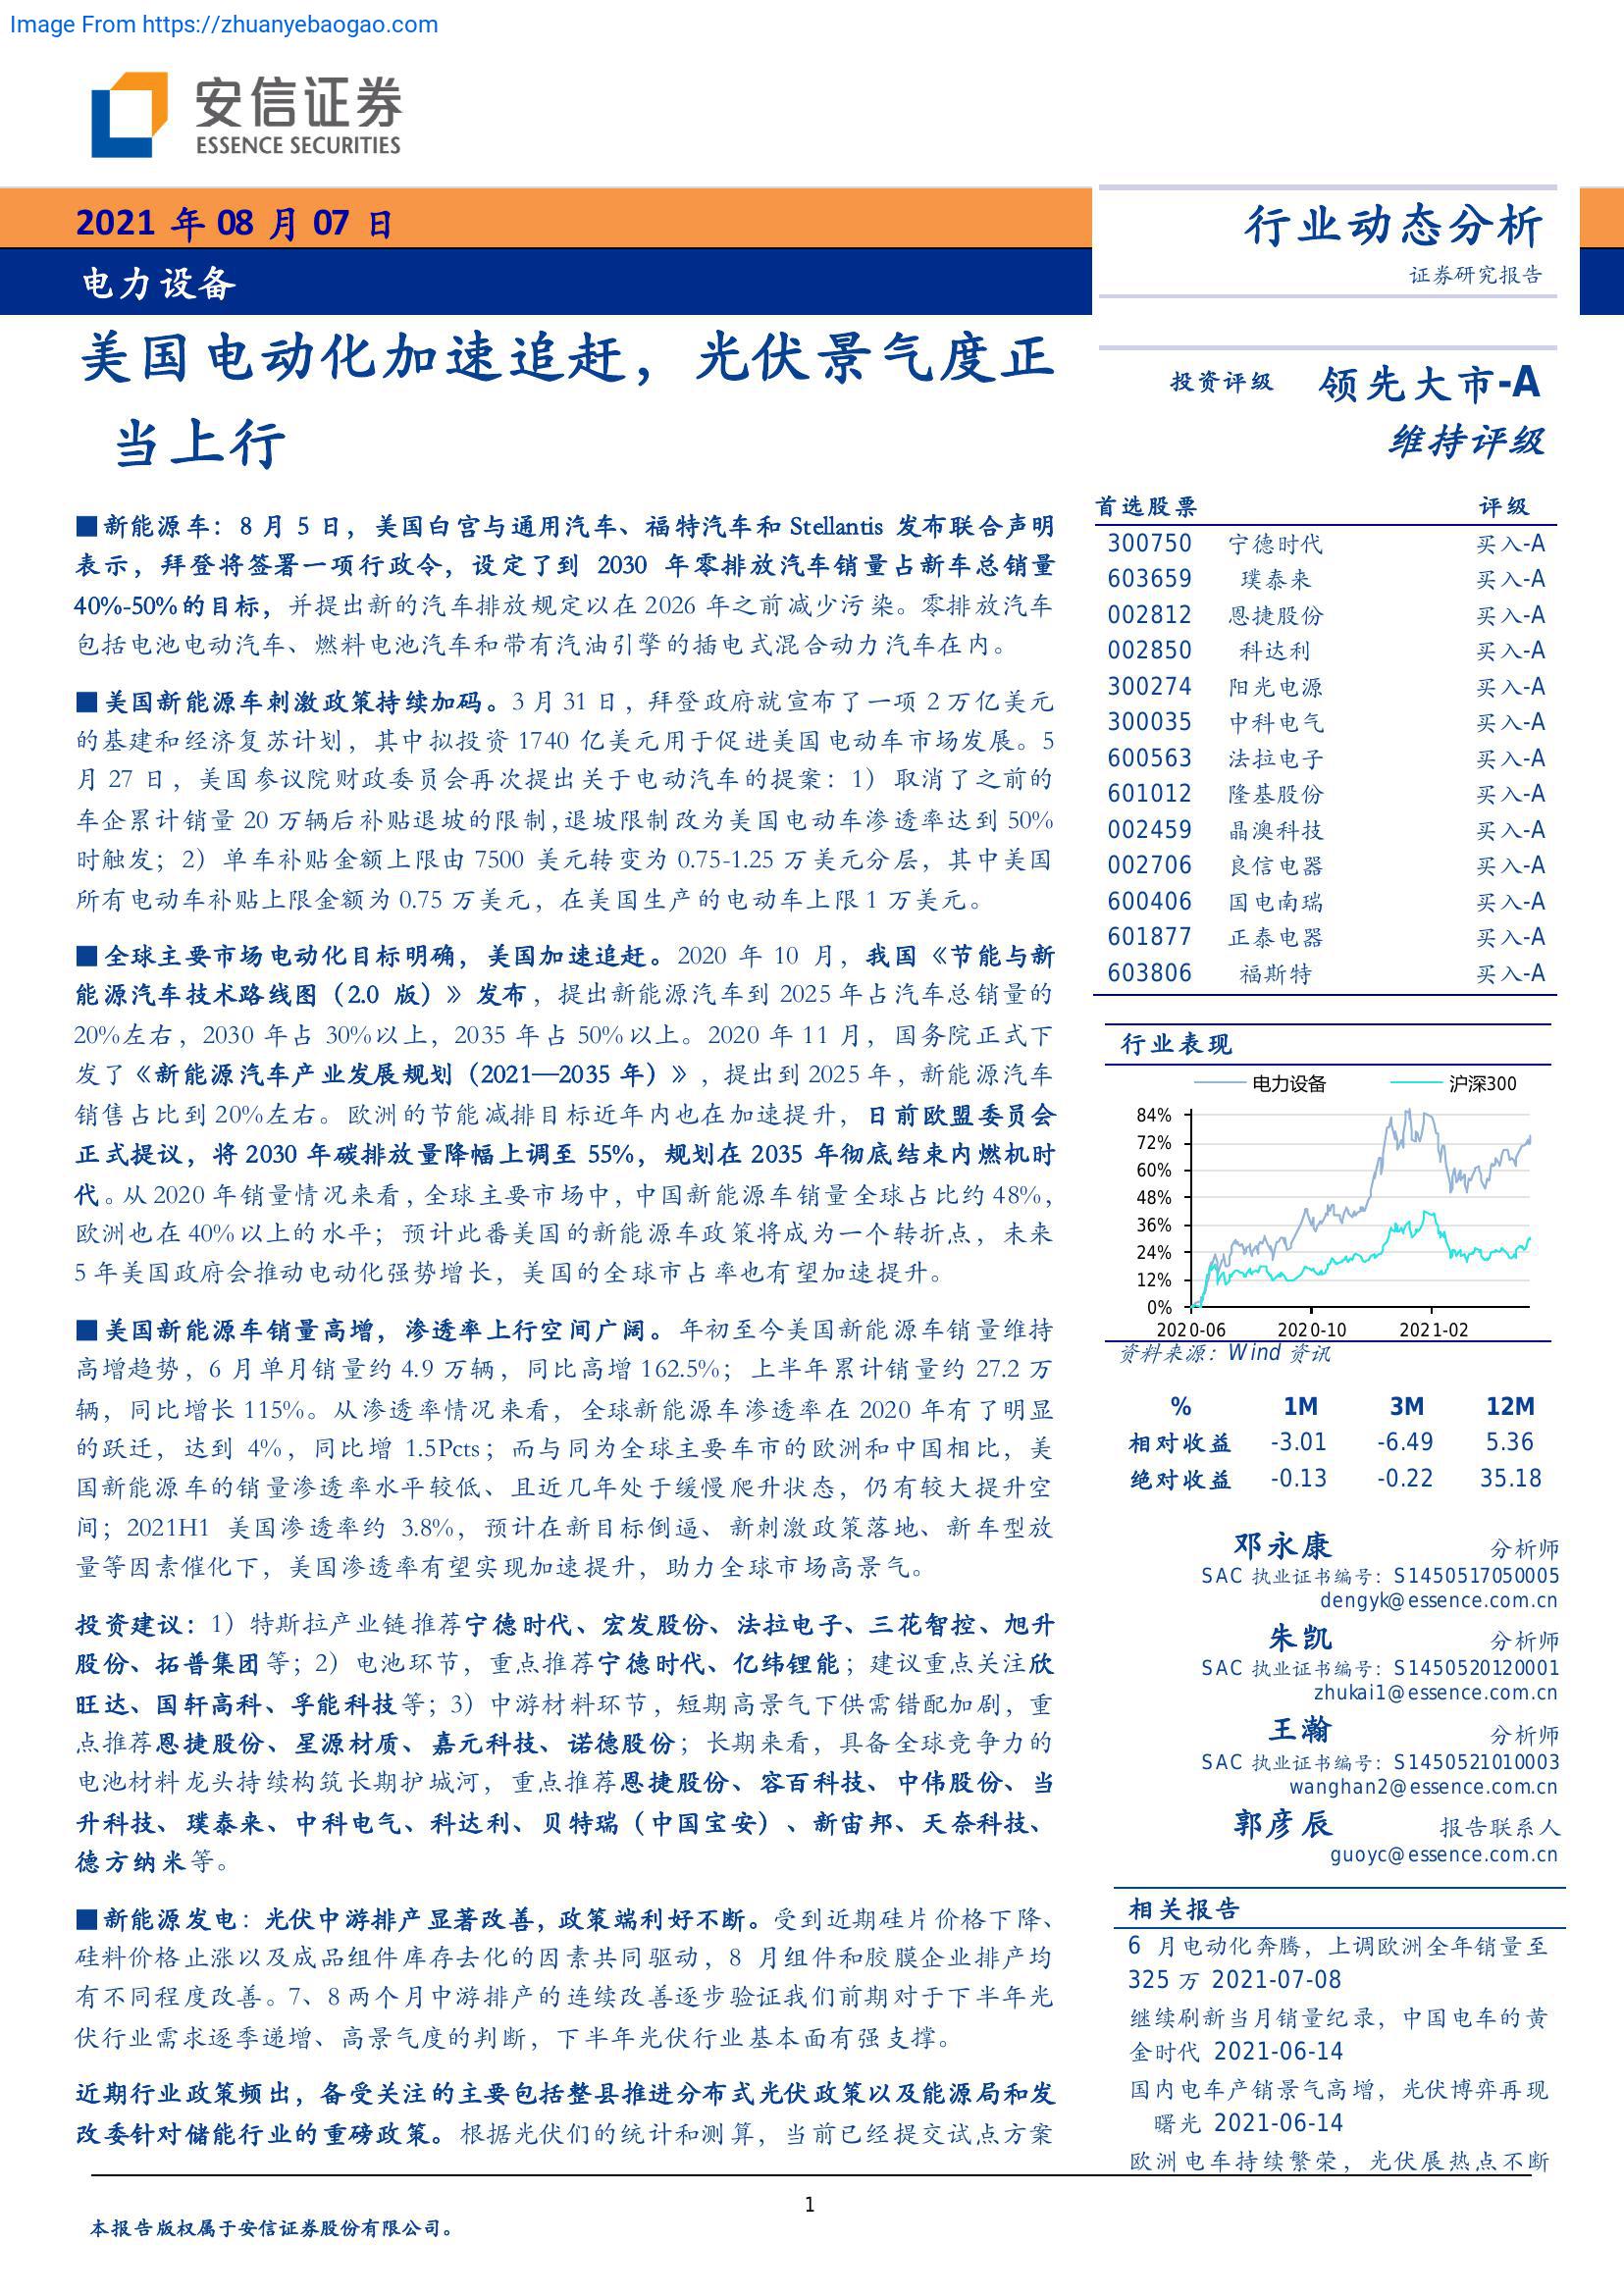 Image From https://zhuanyebaogao.com
安信证券
ESSENCE SECURITIES
2021 年 08 月 07 日
电力设备
美国电动化加速追赶，光伏景气度正
当上行
■新能源车：8 月 5 日，美国白宫与通用汽车、福特汽车和 Stellantis 发布联合声明
表示，拜登将签署一项行政令，设定了到 2030 年零排放汽车销量占新车总销量
40%-50%的目标，并提出新的汽车排放规定以在 2026 年之前减少污染。零排放汽车
包括电池电动汽车、燃料电池汽车和带有汽油引擎的插电式混合动力汽车在内。
■美国新能源车刺激政策持续加码。3 月 31 日，拜登政府就宣布了一项 2 万亿美元
的基建和经济复苏计划，其中拟投资 1740 亿美元用于促进美国电动车市场发展。5
月 27 日，美国参议院财政委员会再次提出关于电动汽车的提案：1）取消了之前的
车企累计销量 20 万辆后补贴退坡的限制，退坡限制改为美国电动车渗透率达到 50%
时触发；2）单车补贴金额上限由 7500 美元转变为 0.75-1.25 万美元分层，其中美国
所有电动车补贴上限金额为 0.75 万美元，在美国生产的电动车上限 1 万美元。
■全球主要市场电动化目标明确，美国加速追赶。2020 年 10 月，我国《节能与新
能源汽车技术路线图（2.0 版）》发布，提出新能源汽车到 2025 年占汽车总销量的
20%左右，2030 年占 30%以上，2035 年占 50%以上。2020 年 11 月，国务院正式下
发了《新能源汽车产业发展规划（2021—2035 年）》，提出到 2025 年，新能源汽车
销售占比到 20%左右。欧洲的节能减排目标近年内也在加速提升，日前欧盟委员会
正式提议，将 2030 年碳排放量降幅上调至 55%，规划在 2035 年彻底结束内燃机时
代。从 2020 年销量情况来看，全球主要市场中，中国新能源车销量全球占比约 48%，
欧洲也在 40%以上的水平；预计此番美国的新能源车政策将成为一个转折点，未来
5 年美国政府会推动电动化强势增长，美国的全球市占率也有望加速提升。
■美国新能源车销量高增，渗透率上行空间广阔。年初至今美国新能源车销量维持
高增趋势，6 月单月销量约 4.9 万辆，同比高增 162.5%；上半年累计销量约 27.2 万
辆，同比增长 115%。从渗透率情况来看，全球新能源车渗透率在 2020 年有了明显
的跃迁，达到 4%，同比增 1.5Pcts；而与同为全球主要车市的欧洲和中国相比，美
国新能源车的销量渗透率水平较低、且近几年处于缓慢爬升状态，仍有较大提升空
间；2021H1 美国渗透率约 3.8%，预计在新目标倒逼、新刺激政策落地、新车型放
量等因素催化下，美国渗透率有望实现加速提升，助力全球市场高景气。
投资建议：1）特斯拉产业链推荐宁德时代、宏发股份、法拉电子、三花智控、旭升
股份、拓普集团等；2）电池环节，重点推荐宁德时代、亿纬锂能；建议重点关注欣
旺达、国轩高科、孚能科技等；3）中游材料环节，短期高景气下供需错配加剧，重
点推荐恩捷股份、星源材质、嘉元科技、诺德股份；长期来看，具备全球竞争力的
电池材料龙头持续构筑长期护城河，重点推荐恩捷股份、容百科技、中伟股份、当
升科技、璞泰来、中科电气、科达利、贝特瑞（中国宝安）、新宙邦、天奈科技、
德方纳米等。
■新能源发电：光伏中游排产显著改善，政策端利好不断。受到近期硅片价格下降、
硅料价格止涨以及成品组件库存去化的因素共同驱动，8 月组件和胶膜企业排产均
有不同程度改善。7、8 两个月中游排产的连续改善逐步验证我们前期对于下半年光
伏行业需求逐季递增、高景气度的判断，下半年光伏行业基本面有强支撑。
近期行业政策频出，备受关注的主要包括整县推进分布式光伏政策以及能源局和发
改委针对储能行业的重磅政策。根据光伏们的统计和测算，当前已经提交试点方案
行业动态分析
证券研究报告
投资评级 领先大市-A
维持评级
首选股票 评级
300750 宁德时代 买入-A
603659 璞泰来 买入-A
002812 恩捷股份 买入-A
002850 科达利 买入-A
300274 阳光电源 买入-A
300035 中科电气 买入-A
600563 法拉电子 买入-A
601012 隆基股份 买入-A
002459 晶澳科技 买入-A
002706 良信电器 买入-A
600406 国电南瑞 买入-A
601877 正泰电器 买入-A
603806 福斯特 买入-A
行业表现
电力设备 沪深300
84%
72%
60%
48%
36%
24%
12%
0%
2020-06 2020-10 2021-02
资料来源：Wind 资讯
% 1M 3M 12M
相对收益 -3.01 -6.49 5.36
绝对收益 -0.13 -0.22 35.18
邓永康 分析师
SAC 执业证书编号：S1450517050005
dengyk@essence.com.cn
朱凯 分析师
SAC 执业证书编号：S1450520120001
zhukai1@essence.com.cn
王瀚 分析师
SAC 执业证书编号：S1450521010003
wanghan2@essence.com.cn
郭彦辰 报告联系人
guoyc@essence.com.cn
相关报告
6 月电动化奔腾，上调欧洲全年销量至
325 万 2021-07-08
继续刷新当月销量纪录，中国电车的黄
金时代 2021-06-14
国内电车产销景气高增，光伏博弈再现
曙光 2021-06-14
欧洲电车持续繁荣，光伏展热点不断
1
本报告版权属于安信证券股份有限公司。